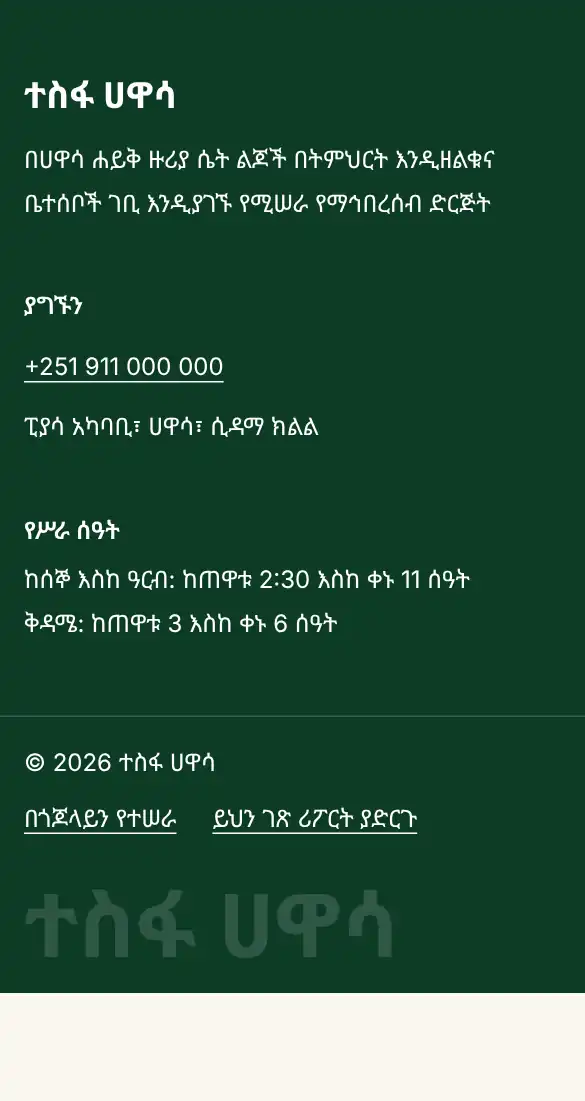 ተስፋ ሀዋሳ
በሀዋሳ ሐይቅ ዙሪያ ሴት ልጆች በትምህርት እንዲዘልቁና
ቤተሰቦች ገቢ እንዲያገኙ የሚሠራ የማኅበረሰብ ድርጅት
ያግኙን
+251 911 000 000
ፒያሳ አካባቢ፣ ሀዋሳ፣ ሲዳማ ክልል
የሥራ ሰዓት
ከሰኞ እስከ ዓርብ: ከጠዋቱ 2:30 እስከ ቀኑ 11 ሰዓት
ቅዳሜ: ከጠዋቱ 3 እስከ ቀኑ 6 ሰዓት
© 2026 ተስፋ ሀዋሳ
በጎጆላይን የተሠራ ይህን ገጽ ሪፖርት ያድርጉ
ተስፋ ሀዋሳ